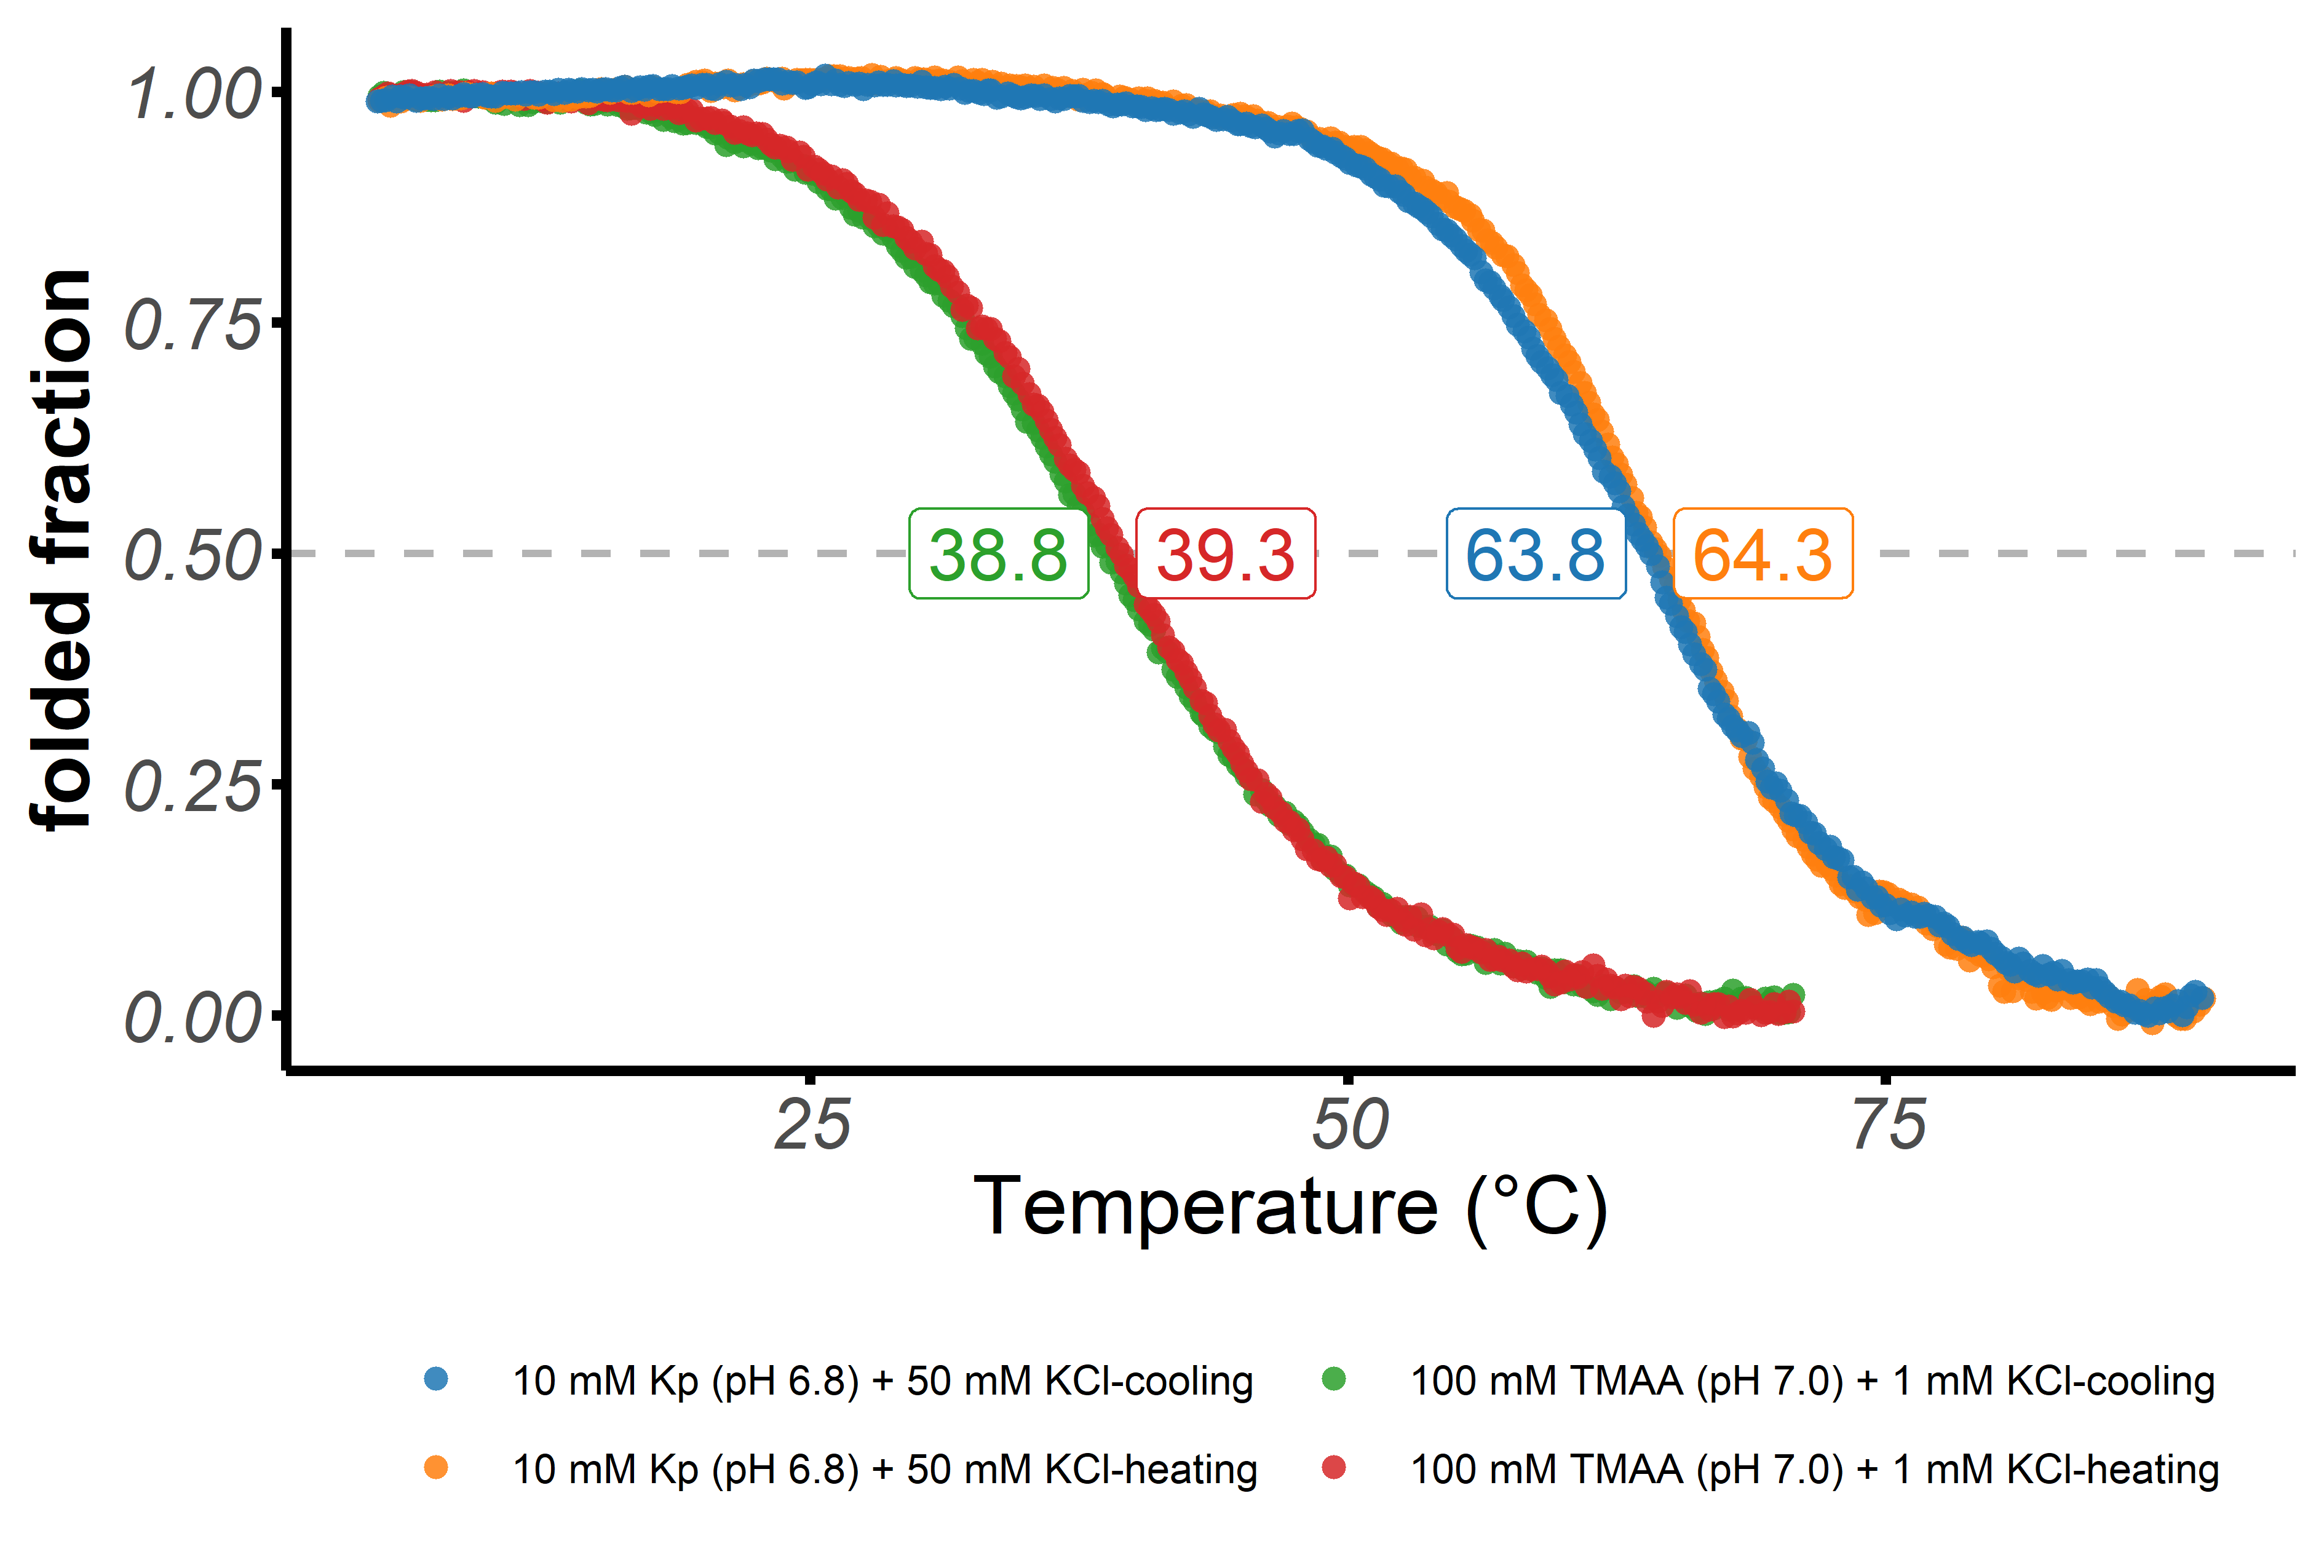 folded fraction
1.00
0.75
0.50
0.25
0.00
38.8
39.3
63.8
64.3
25
50
75
Temperature (°C)
10 mM Kp (pH 6.8) + 50 mM KCl-cooling
100 mM TMAA (pH 7.0) + 1 mM KCl-cooling
10 mM Kp (pH 6.8) + 50 mM KCl-heating
100 mM TMAA (pH 7.0) + 1 mM KCl-heating